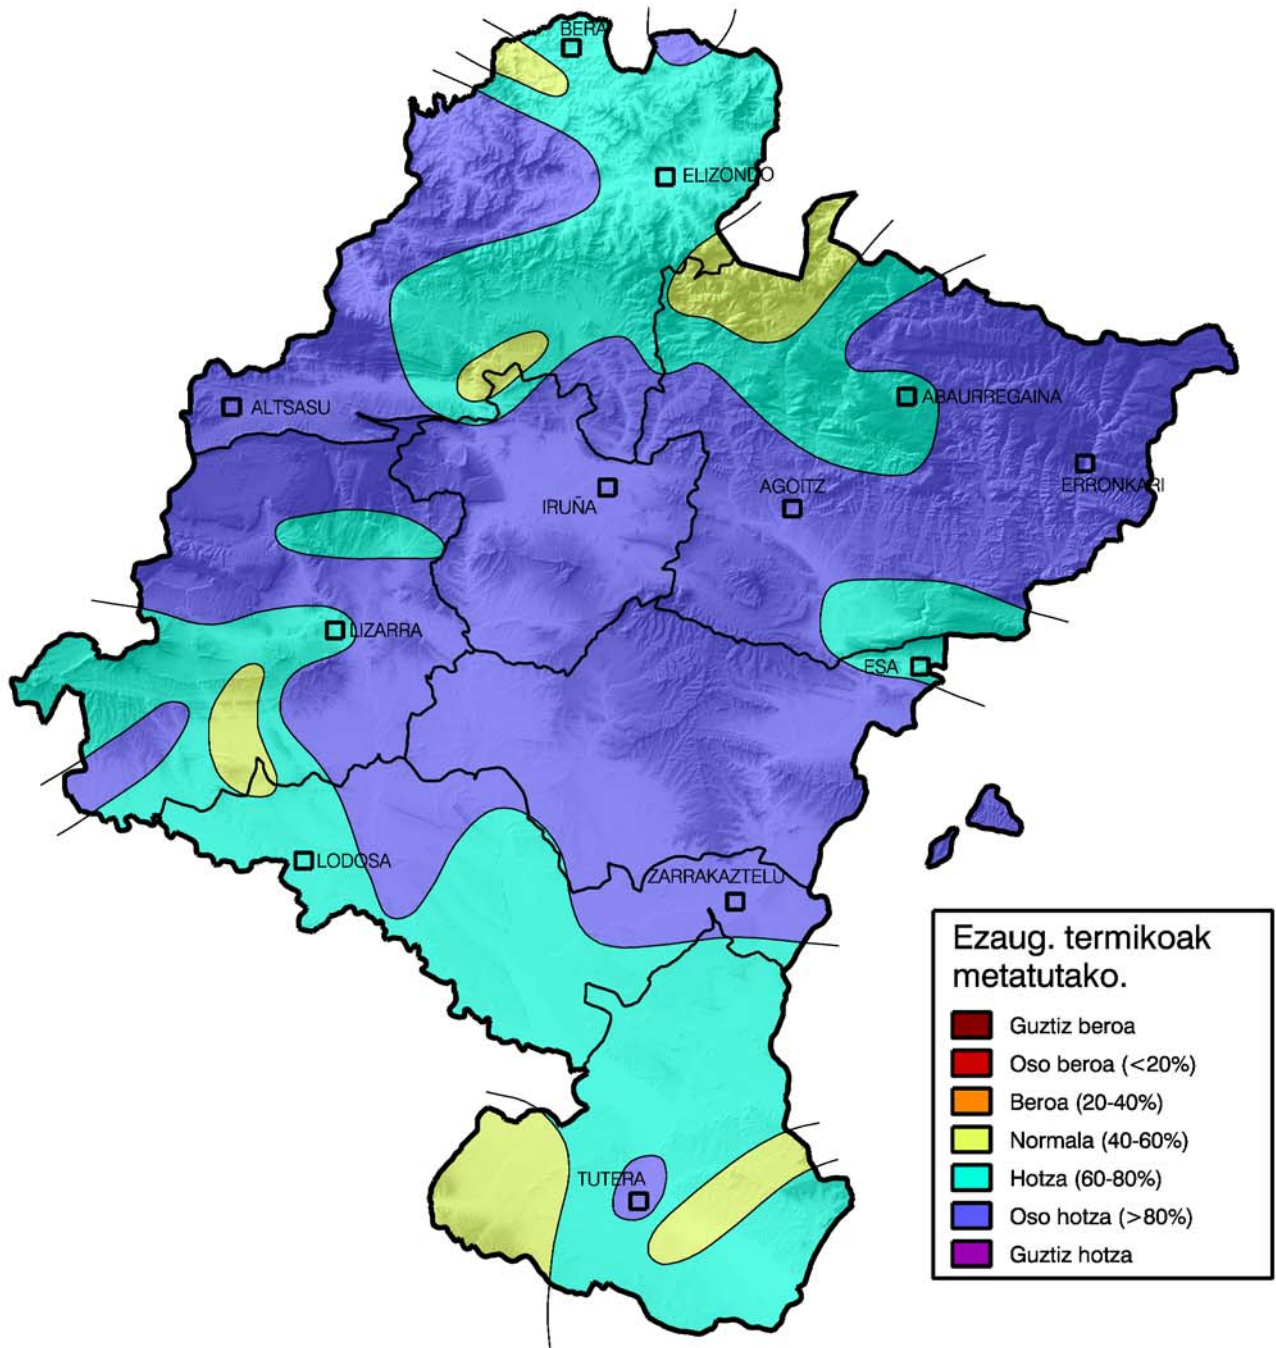 BERA
ELIZONDO
ALTSASU
ABAURREGAINA
ERRONKARI
AGOITZ
IRUÑA
LIZARRA
ESA
LODOSA
ZARRAKAZTELU
TUTERA
Ezaug. termikoak
metatutako.
Guztiz beroa
Oso beroa (<20%)
Beroa (20-40%)
Normala (40-60%)
Hotza (60-80%)
Oso hotza (>80%)
Guztiz hotza